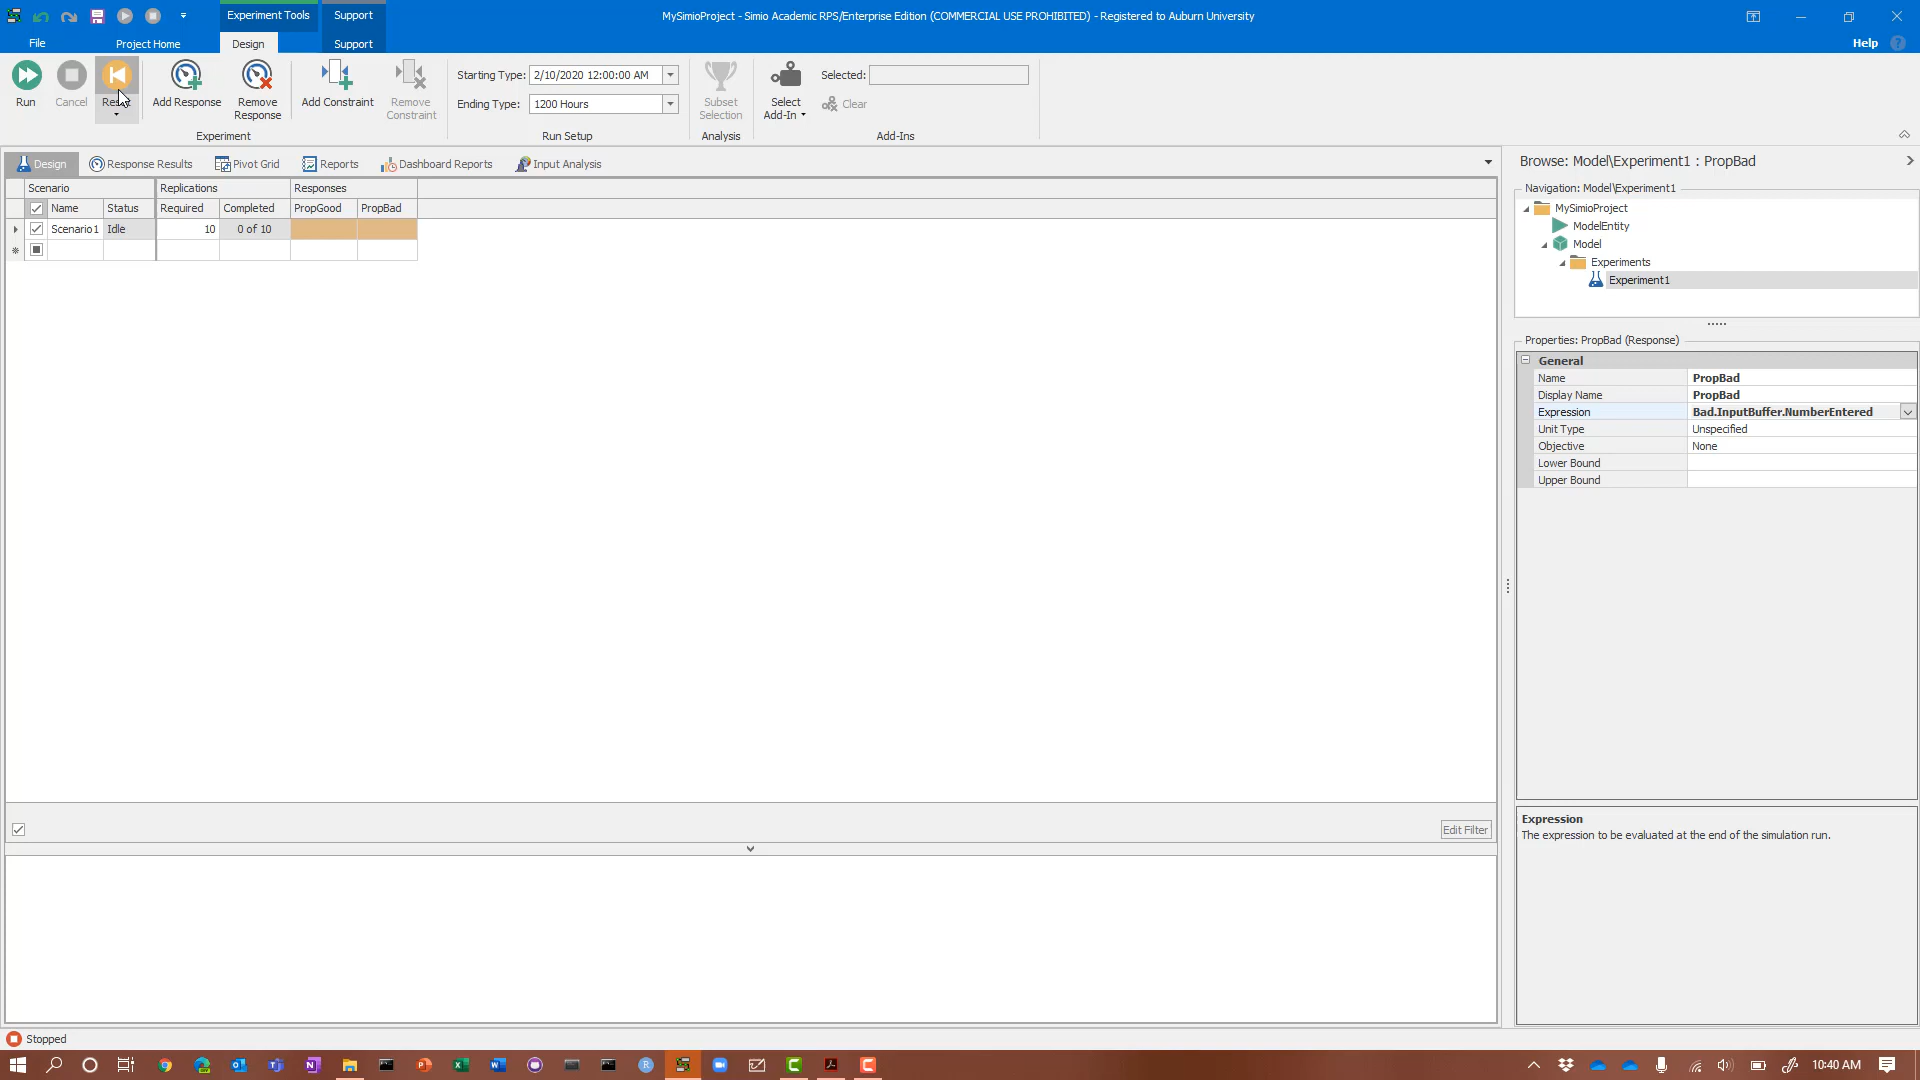 Experiment Tools
Support
MySimioProject - Simio Academic RPS/Enterprise Edition (COMMERCIAL USE PROHIBITED) - Registered to Auburn University
File
Project Home
Design
Support
Help
Run
Cancel
Reset
Add Response
Remove
Response
Add Constraint
Remove
Constraint
Starting Type: 2/10/2020 12:00:00 AM
Ending Type: 1200 Hours
Subset
Selection
Select
Add-In
Selected:
Clear
Experiment
Run Setup
Analysis
Add-Ins
Design
Response Results
Pivot Grid
Reports
Dashboard Reports
Input Analysis
Scenario
Replications
Responses
Name
Status
Required
Completed
PropGood
PropBad
Scenario1
Idle
10
0 of 10
Edit Filter
Browse: Model\Experiment1 : PropBad
Navigation: Model\Experiment1
MySimioProject
ModelEntity
Model
Experiments
Experiment1
Properties: PropBad (Response)
General
Name PropBad
Display Name PropBad
Expression Bad.InputBuffer.NumberEntered
Unit Type Unspecified
Objective None
Lower Bound
Upper Bound
Expression
The expression to be evaluated at the end of the simulation run.
Stopped
10:40 AM